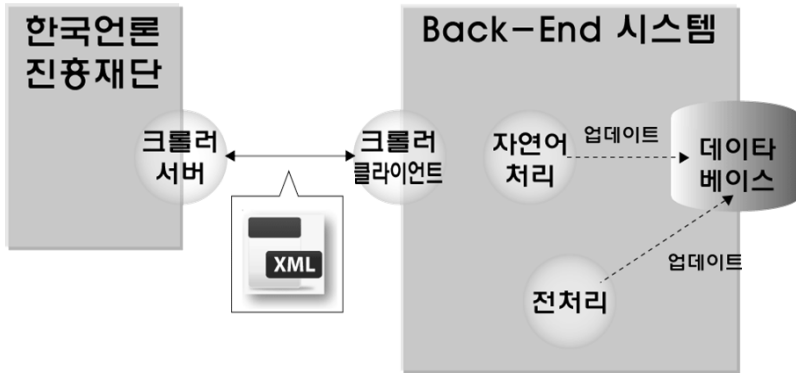 한국언론
진흥재단
Back-End 시스템
크롤러
서버
크롤러
클라이언트
자연어
처리
업데이트
데이타
베이스
XML
업데이트
전처리